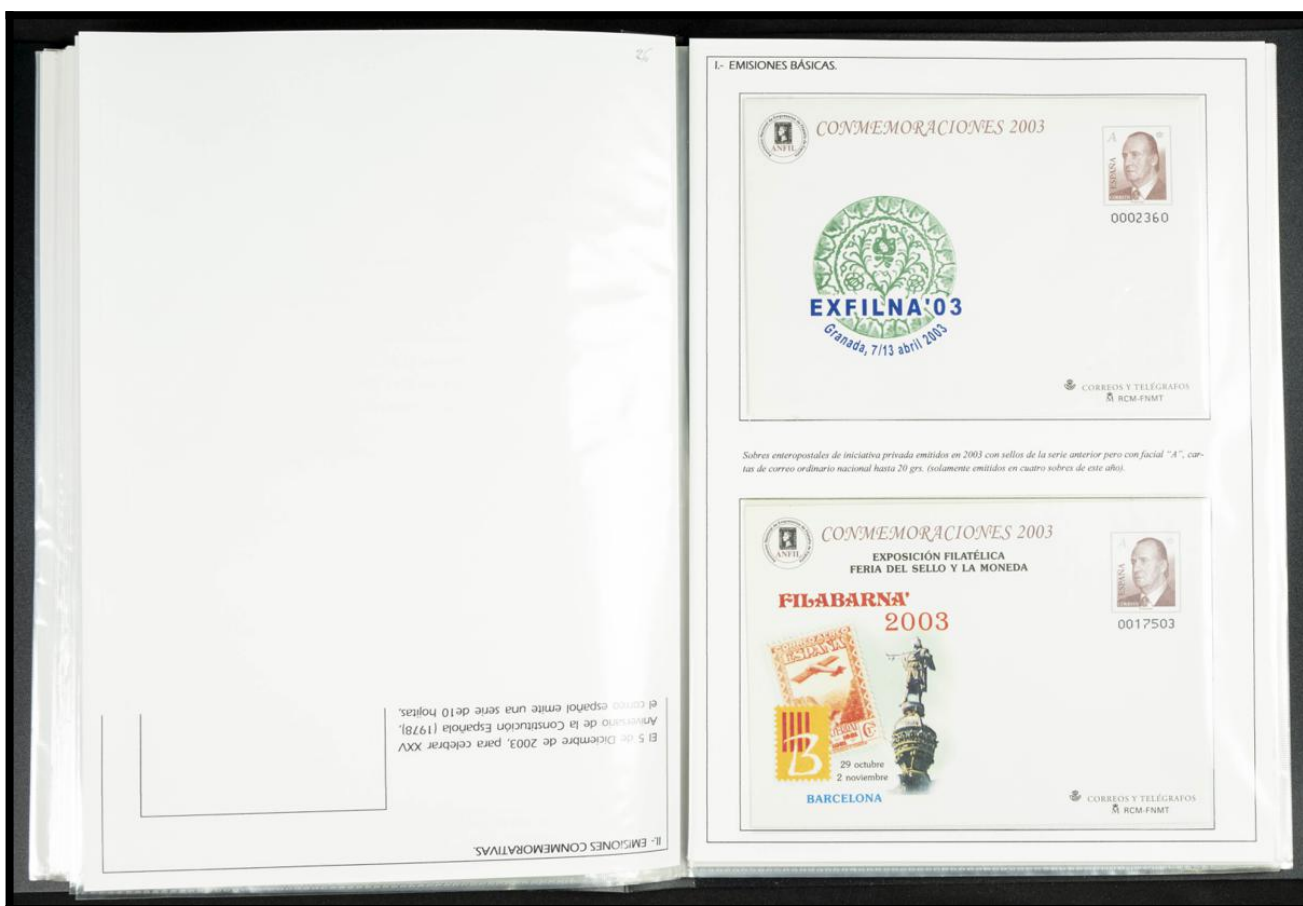 26
II.- EMISIONES CONMEMORATIVAS.
El 5 de Diciembre de 2003, para celebrar XXV
Aniversario de la Constitución Española (1978),
el correo español emite una serie de10 hojitas,
I.- EMISIONES BÁSICAS.
ANFIL
CONMEMORACIONES 2003
A
ESPAÑA
CORREOS
0002360
EXFILNA'03
Granada, 7/13 abril 2003
CORREOS Y TELÉGRAFOS
RCM-FNMT
Sobres enteropostales de iniciativa privada emitidos en 2003 con sellos de la serie anterior pero con facial "A", car-
tas de correo ordinario nacional hasta 20 grs. (solamente emitidos en cuatro sobres de este año).
ANFIL
CONMEMORACIONES 2003
EXPOSICIÓN FILATÉLICA
FERIA DEL SELLO Y LA MONEDA
A
ESPAÑA
CORREOS
0017503
FILABARNA'
2003
CORREO AEREO
ESPAÑA
B
29 octubre
2 noviembre
BARCELONA
CORREOS Y TELÉGRAFOS
RCM-FNMT